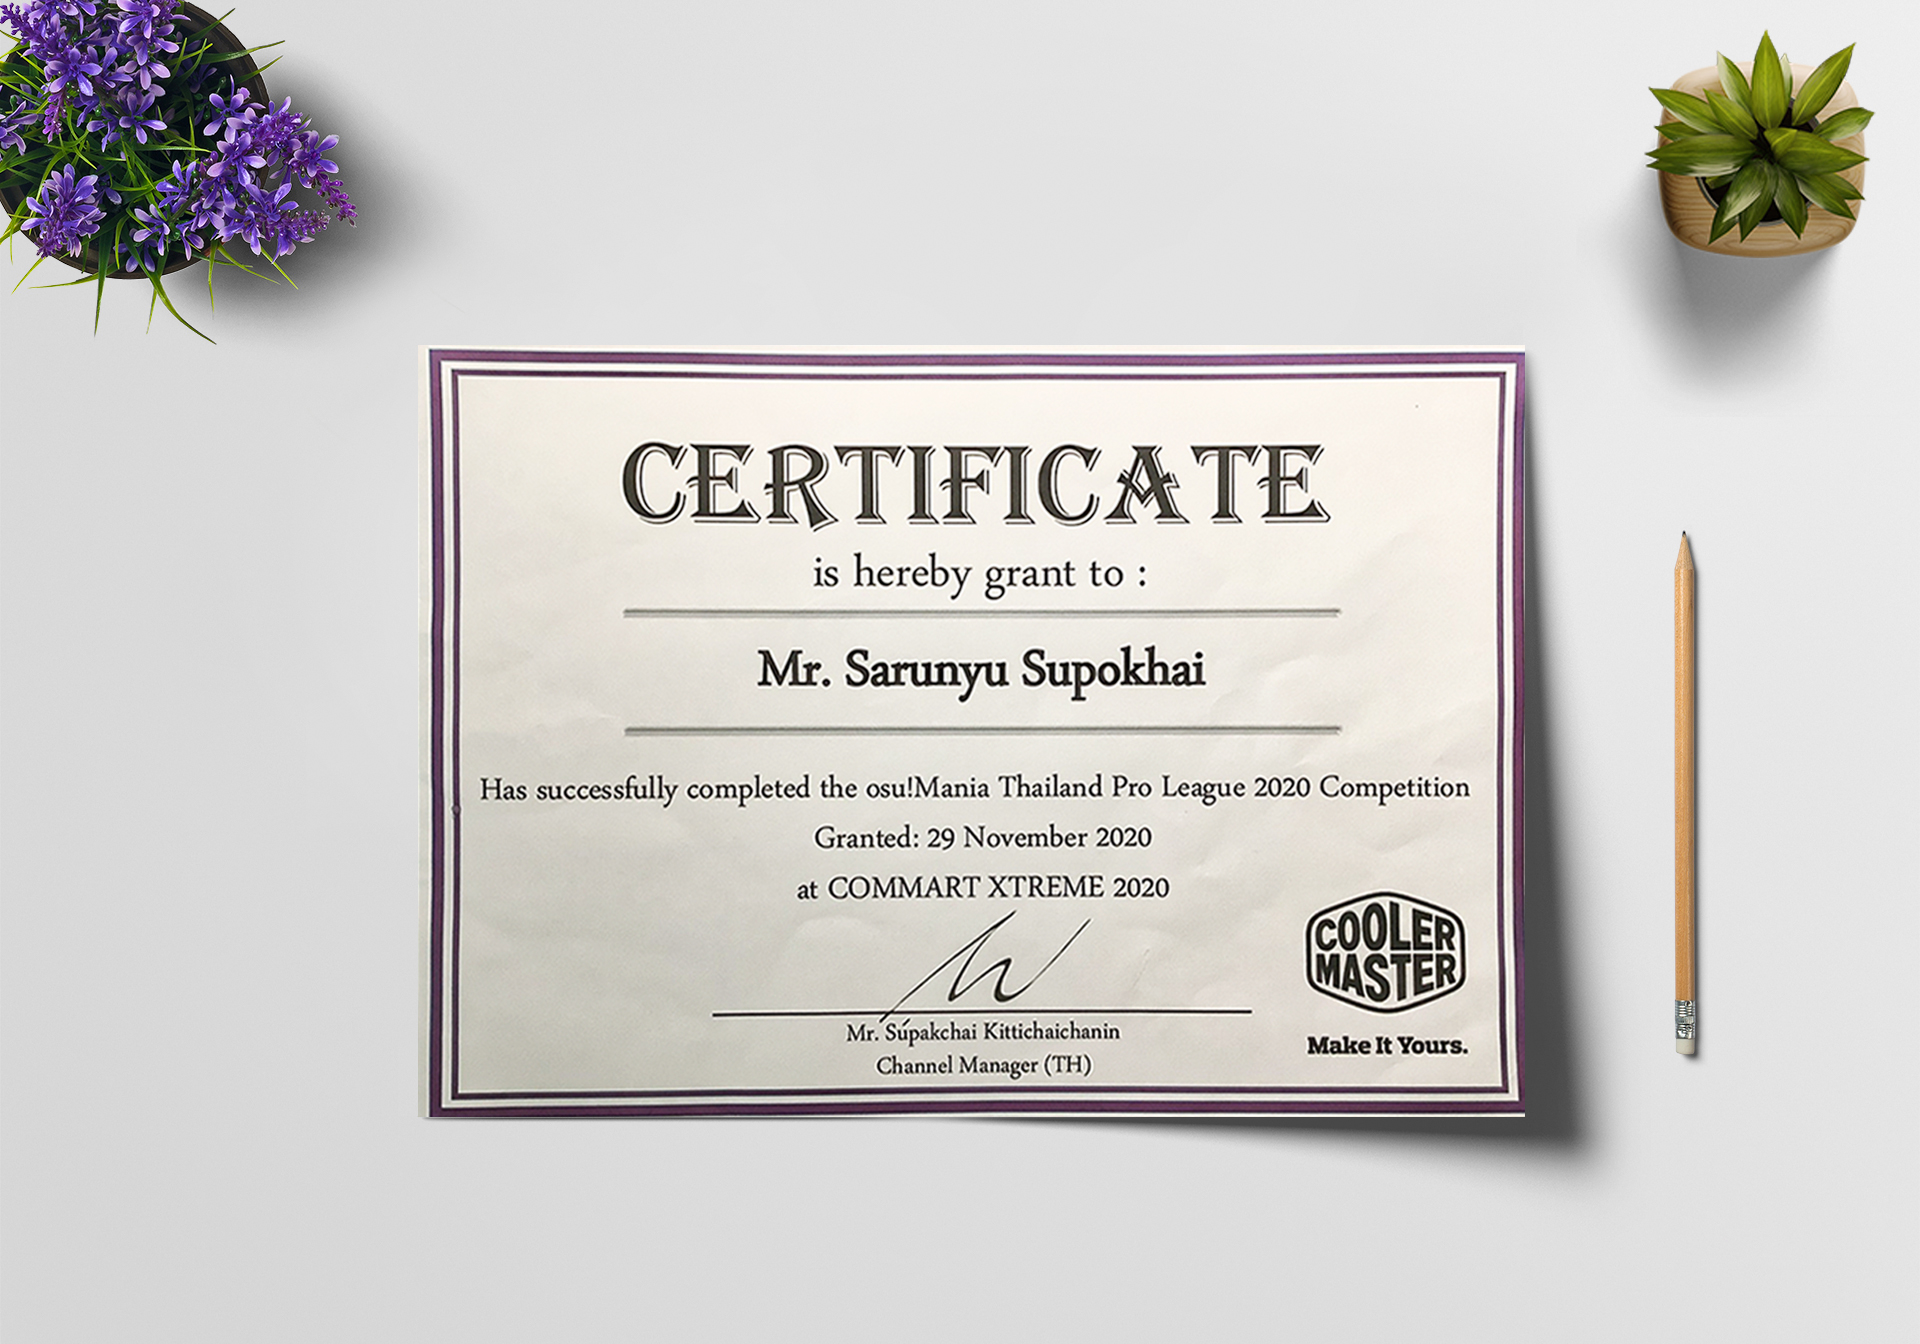 CERTIFICATE
is hereby grant to :
Mr. Sarunyu Supokhai
Has successfully completed the osu!Mania Thailand Pro League 2020 Competition
Granted: 29 November 2020
at COMMART XTREME 2020
Mr. Supakchai Kittichaichanin
Channel Manager (TH)
COOLER
MASTER
Make It Yours.